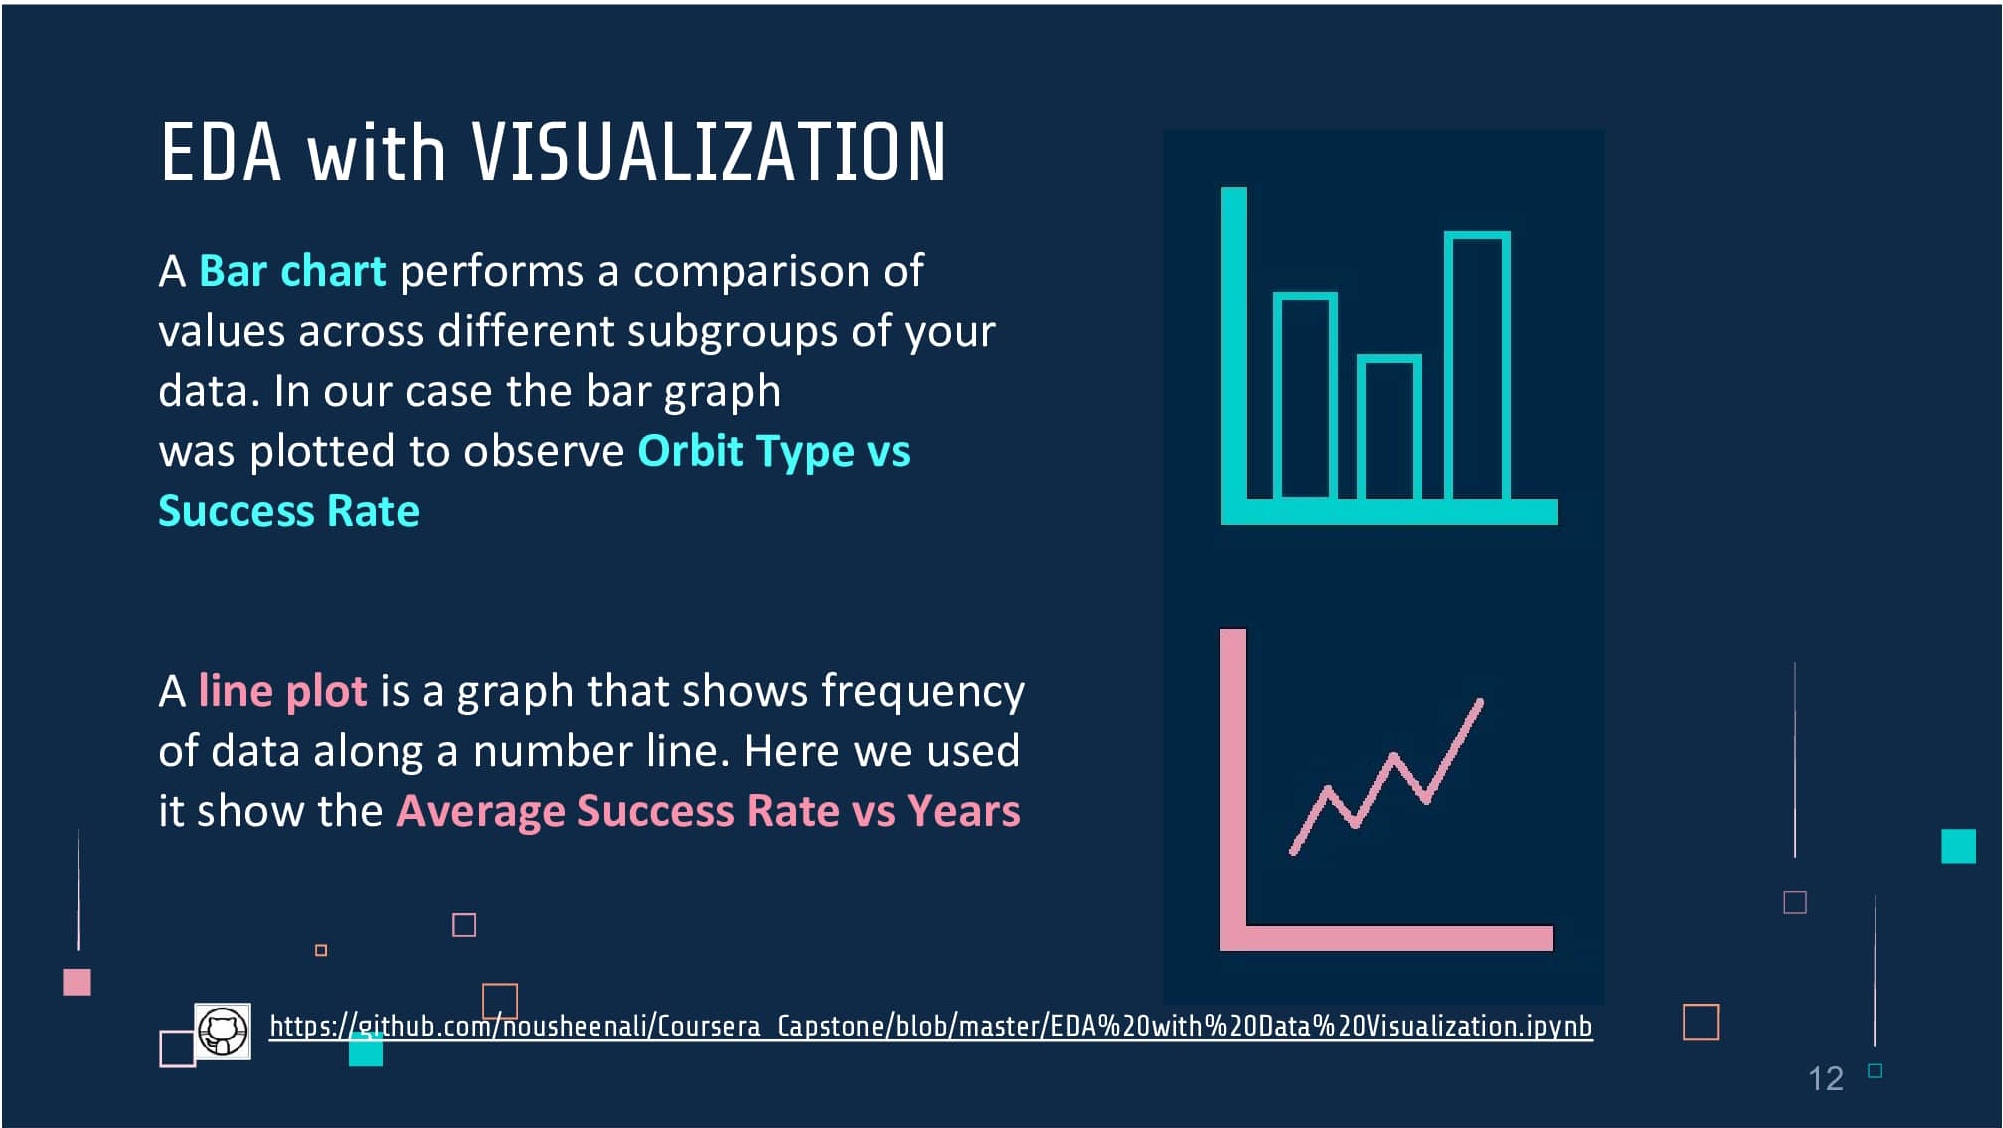 EDA with VISUALIZATION
A Bar chart performs a comparison of
values across different subgroups of your
data. In our case the bar graph
was plotted to observe Orbit Type vs
Success Rate
A line plot is a graph that shows frequency
of data along a number line. Here we used
it show the Average Success Rate vs Years
https://github.com/nousheenali/Coursera_Capstone/blob/master/EDA%20with%20Data%20Visualization.ipynb
12